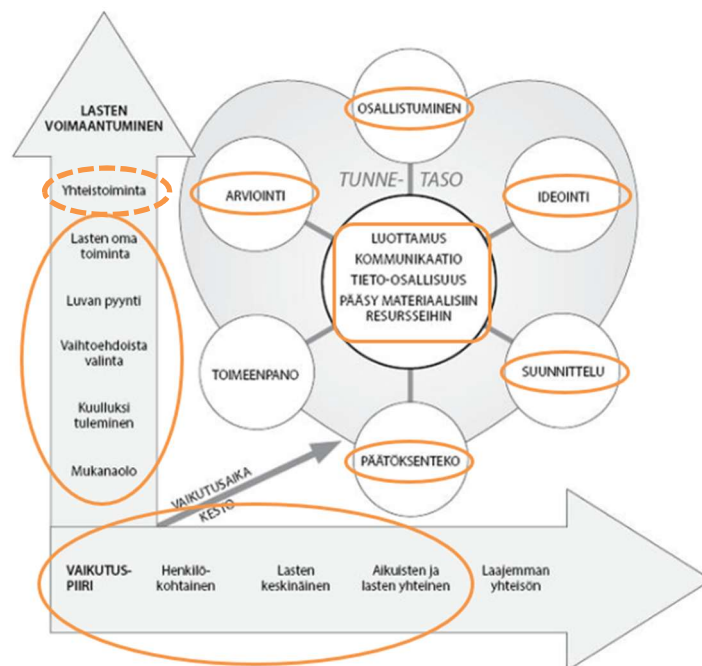 LASTEN
VOIMAANTUMINEN
Yhteistoiminta
Lasten oma
toiminta
Luvan pyynti
Vaihtoehdoista
valinta
Kuulluksi
tuleminen
Mukanaolo
OSALLISTUMINEN
TUNNE- TASO
ARVIOINTI
IDEOINTI
LUOTTAMUS
KOMMUNIKAATIO
TIETO-OSALLISUUS
PÄÄSY MATERIAALISIIN
RESURSSEIHIN
TOIMEENPANO
SUUNNITTELU
PÄÄTÖKSENTEKO
VAIKUTUSAIKA
KESTO
VAIKUTUS-
PIIRI
Henkilö-
kohtainen
Lasten
keskinäinen
Aikuisten ja
lasten yhteinen
Laajemman
yhteisön